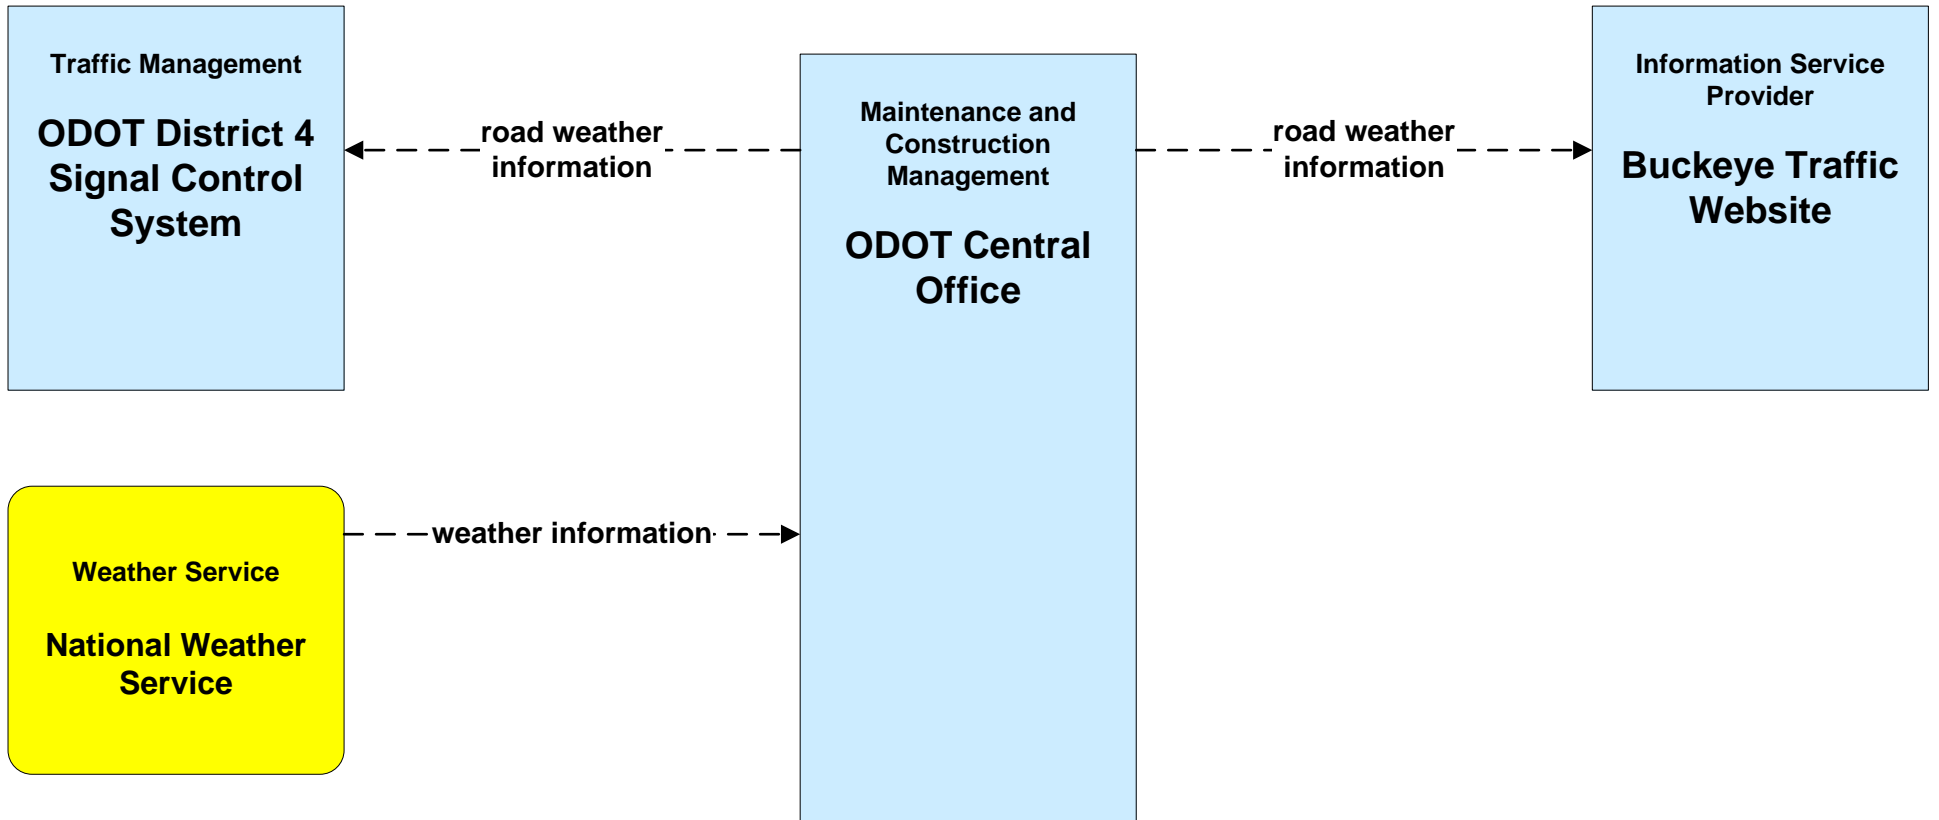 Traffic Management
ODOT District 4
Signal Control
System
road weather
information
Maintenance and
Construction
Management
ODOT Central
Office
road weather
information
Information Service
Provider
Buckeye Traffic
Website
weather information
Weather Service
National Weather
Service